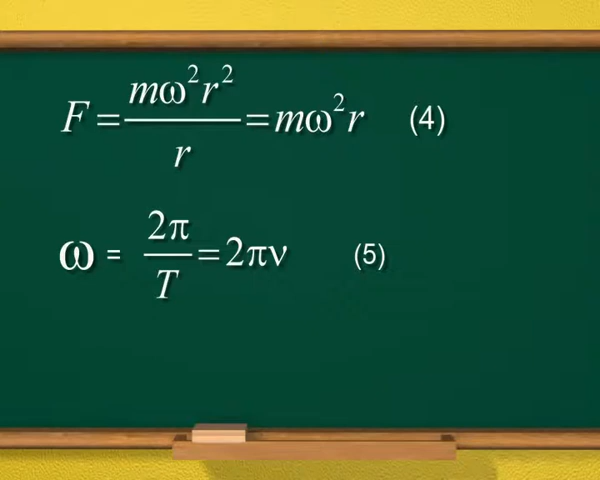 F = mω²r² / r = mω²r (4)
ω = 2π / T = 2πν (5)